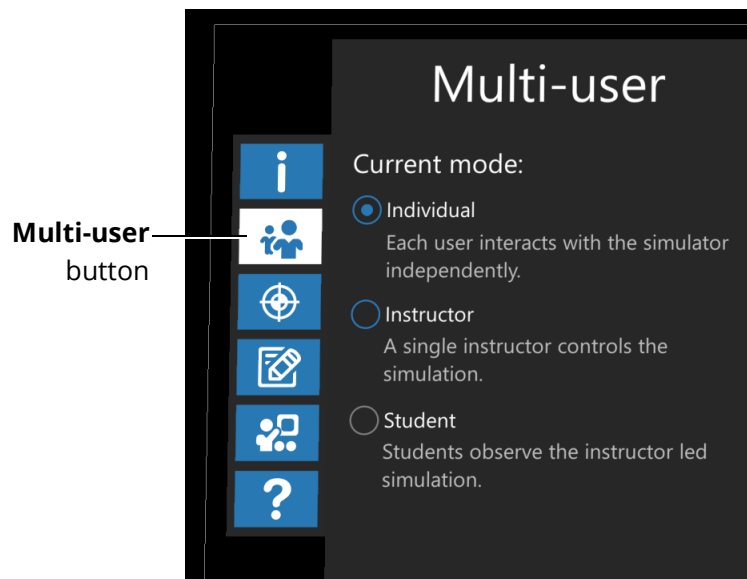 Multi-user
Current mode:
Individual
Each user interacts with the simulator
independently.
Instructor
A single instructor controls the
simulation.
Student
Students observe the instructor led
simulation.
Multi-user
button
i
?